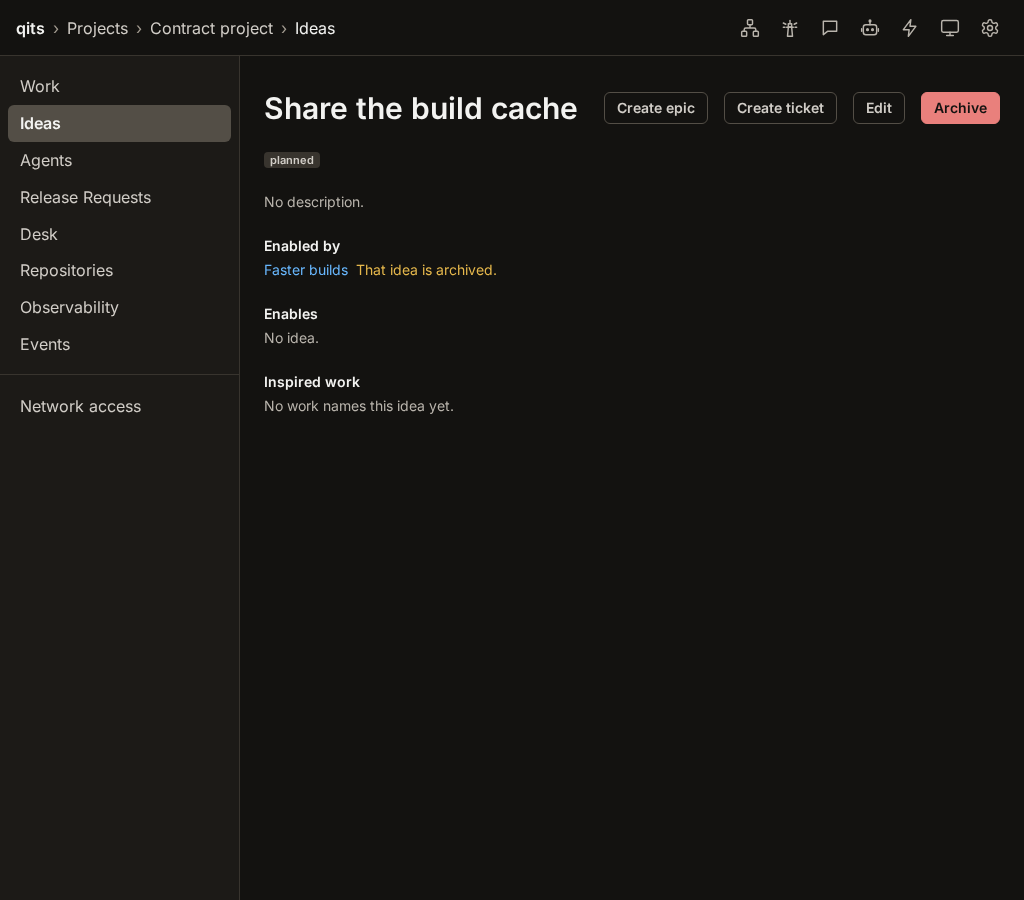 qits › Projects › Contract project › Ideas
Work
Ideas
Agents
Release Requests
Desk
Repositories
Observability
Events
Network access
Share the build cache
Create epic
Create ticket
Edit
Archive
planned
No description.
Enabled by
Faster builds That idea is archived.
Enables
No idea.
Inspired work
No work names this idea yet.